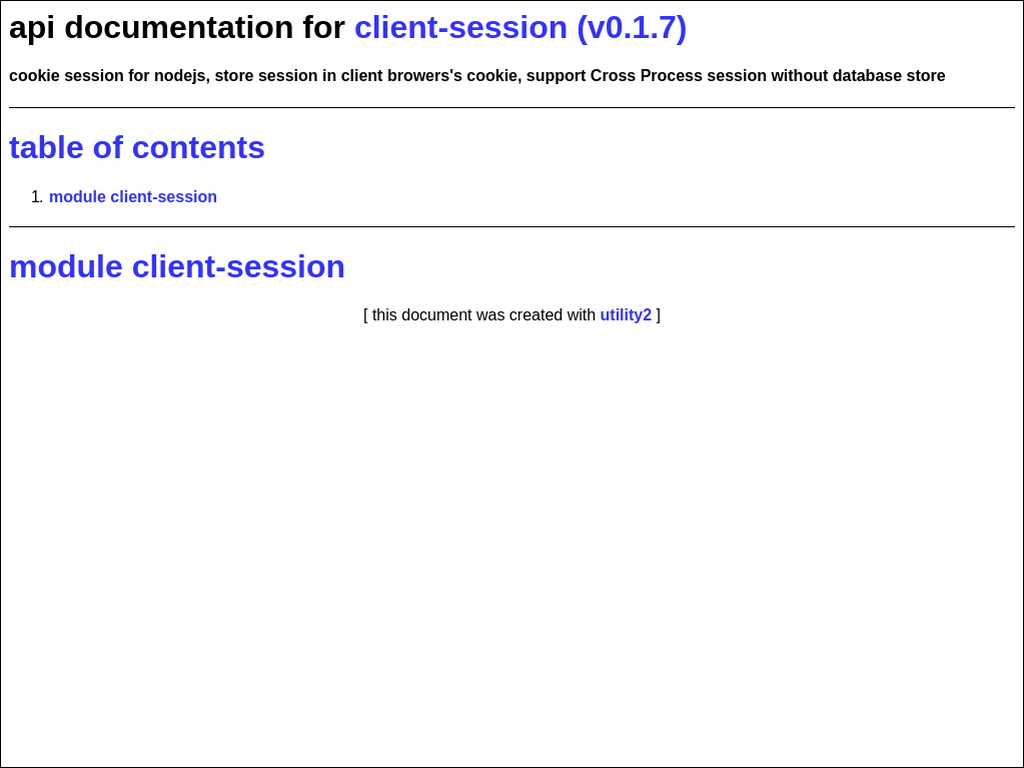 api documentation for client-session (v0.1.7)
cookie session for nodejs, store session in client browers's cookie, support Cross Process session without database store
table of contents
1. module client-session
module client-session
[ this document was created with utility2 ]